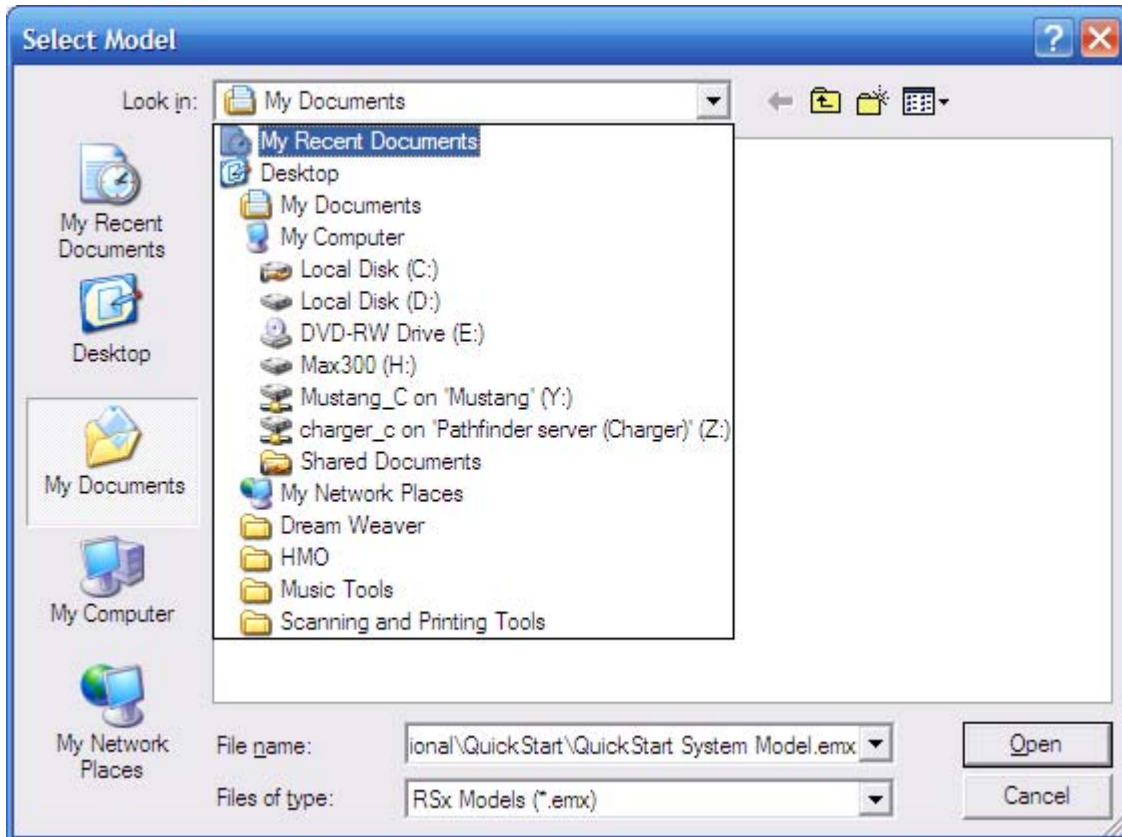 Select Model
Look in:
My Documents
My Recent Documents
Desktop
My Documents
My Computer
Local Disk (C:)
Local Disk (D:)
DVD-RW Drive (E:)
Max300 (H:)
Mustang_C on 'Mustang' (Y:)
charger_c on 'Pathfinder server (Charger)' (Z:)
Shared Documents
My Network Places
Dream Weaver
HMO
Music Tools
Scanning and Printing Tools
My Recent
Documents
Desktop
My Documents
My Computer
My Network
Places
File name:
ional\QuickStart\QuickStart System Model.emx
Open
Files of type:
RSx Models (*.emx)
Cancel